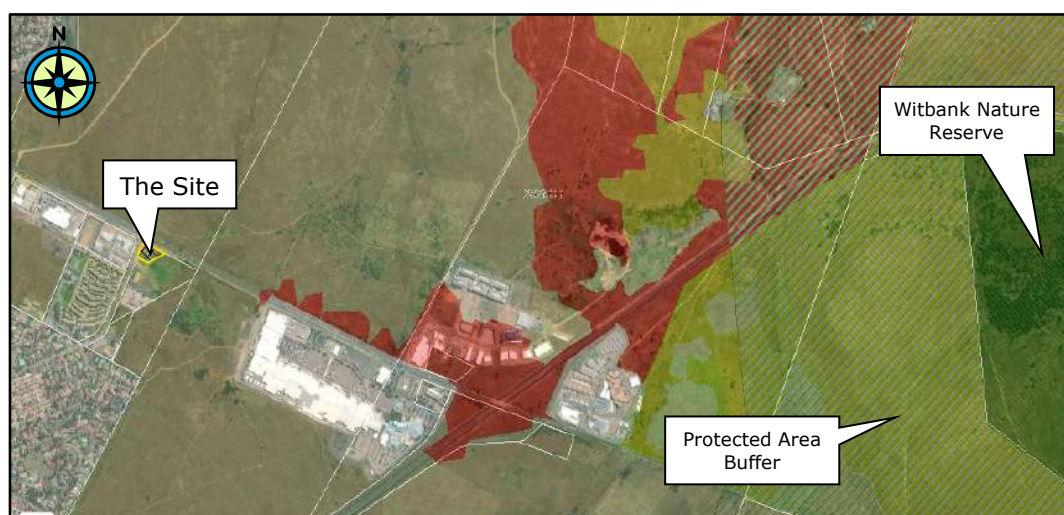 N
The Site
Witbank Nature
Reserve
Protected Area
Buffer